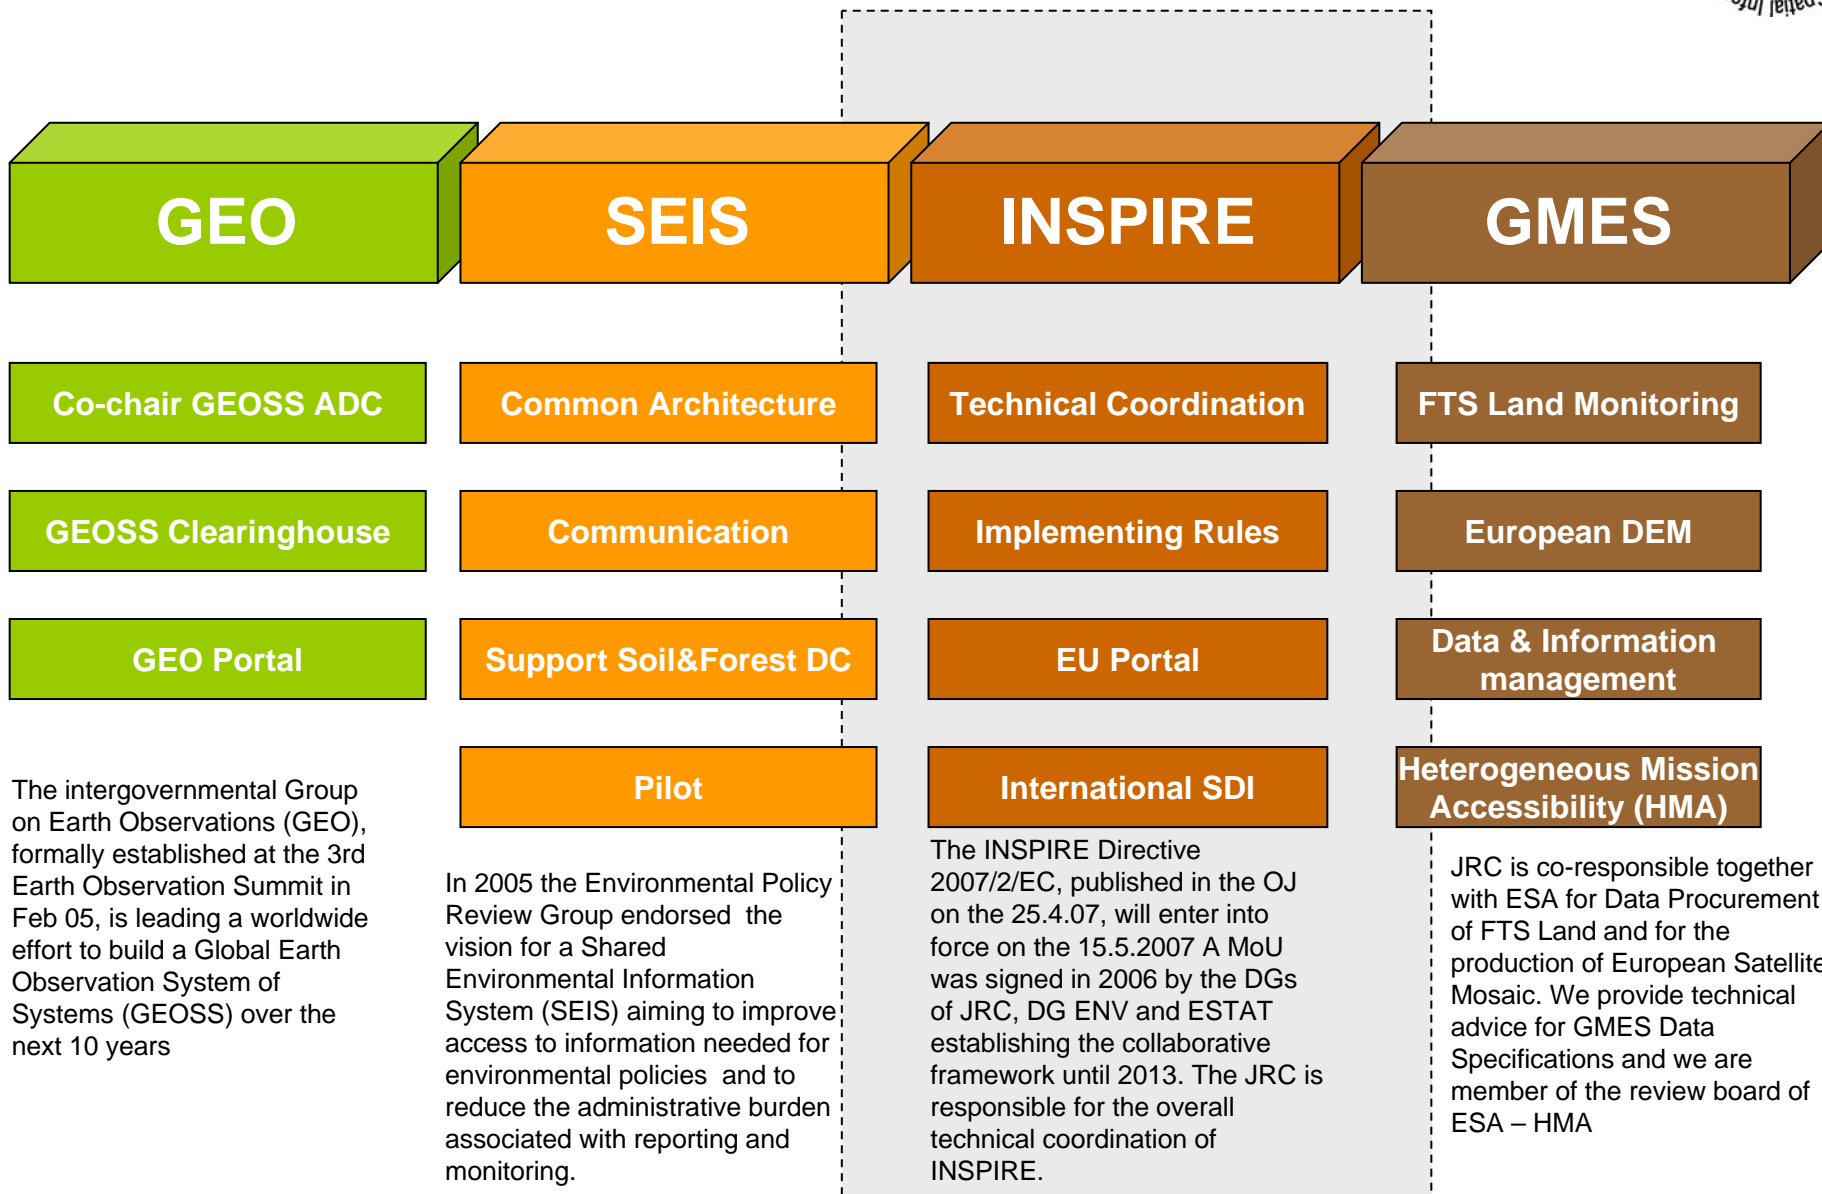 GEO
SEIS
INSPIRE
GMES
Co-chair GEOSS ADC
Common Architecture
Technical Coordination
FTS Land Monitoring
GEOSS Clearinghouse
Communication
Implementing Rules
European DEM
GEO Portal
Support Soil&Forest DC
EU Portal
Data & Information
management
Pilot
International SDI
Heterogeneous Mission
Accessibility (HMA)
The intergovernmental Group
on Earth Observations (GEO),
formally established at the 3rd
Earth Observation Summit in
Feb 05, is leading a worldwide
effort to build a Global Earth
Observation System of
Systems (GEOSS) over the
next 10 years
In 2005 the Environmental Policy
Review Group endorsed the
vision for a Shared
Environmental Information
System (SEIS) aiming to improve
access to information needed for
environmental policies and to
reduce the administrative burden
associated with reporting and
monitoring.
The INSPIRE Directive
2007/2/EC, published in the OJ
on the 25.4.07, will enter into
force on the 15.5.2007 A MoU
was signed in 2006 by the DGs
of JRC, DG ENV and ESTAT
establishing the collaborative
framework until 2013. The JRC is
responsible for the overall
technical coordination of
INSPIRE.
JRC is co-responsible together
with ESA for Data Procurement
of FTS Land and for the
production of European Satellite
Mosaic. We provide technical
advice for GMES Data
Specifications and we are
member of the review board of
ESA – HMA